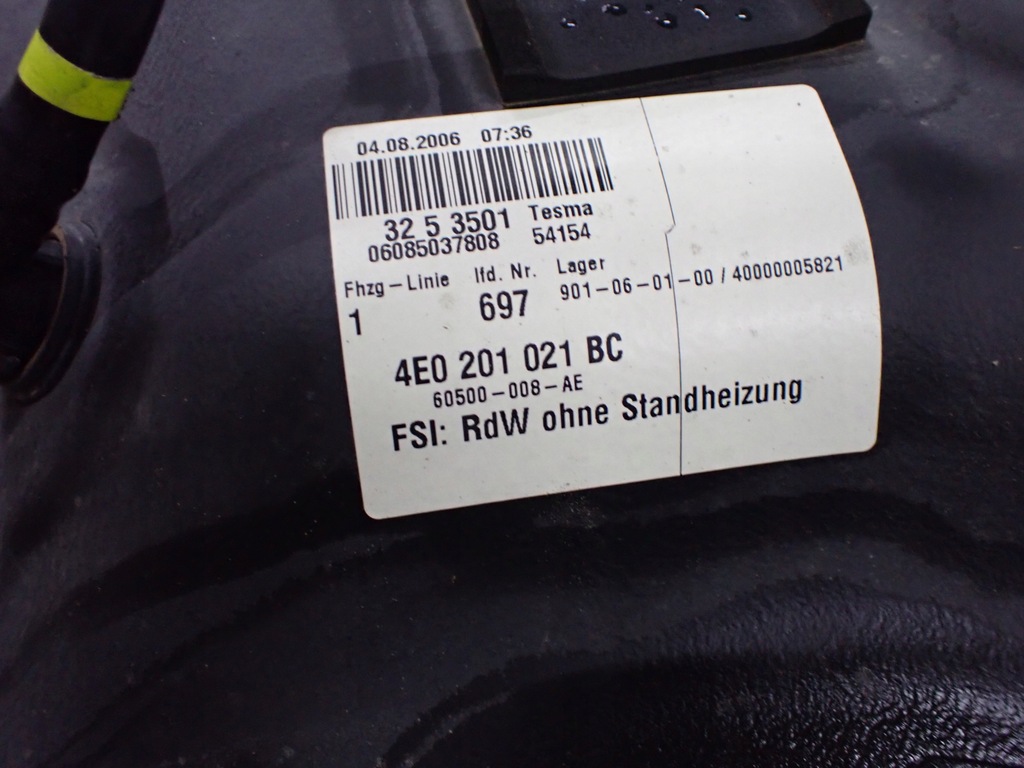 04.08.2006 07:36
32 5 3501 Tesma
06085037808 54154
Fhzg-Linie lfd. Nr. Lager
1 697 901-06-01-00 / 40000005821
4E0 201 021 BC
60500-008-AE
FSI: RdW ohne Standheizung